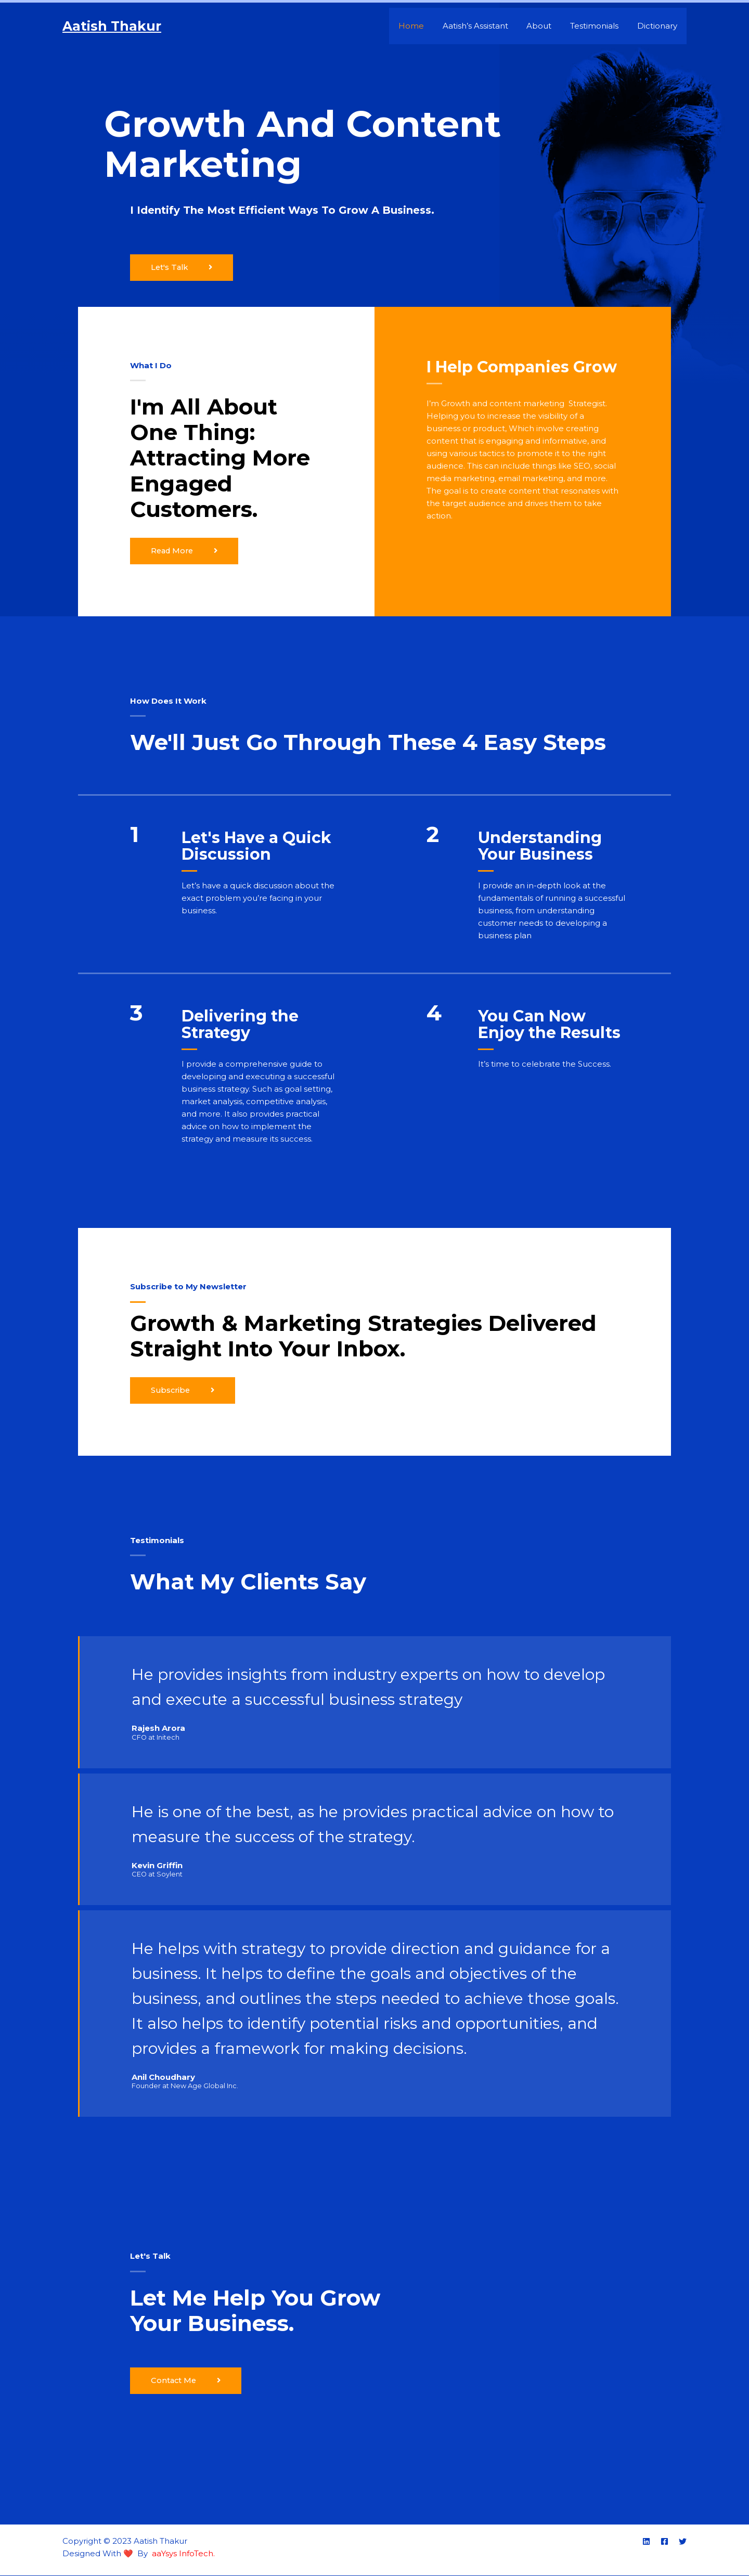 Aatish Thakur
Home Aatish's Assistant About Testimonials Dictionary
Growth And Content
Marketing
I Identify The Most Efficient Ways To Grow A Business.
Let's Talk
What I Do
I'm All About
One Thing:
Attracting More
Engaged
Customers.
Read More
I Help Companies Grow
I'm Growth and content marketing Strategist.
Helping you to increase the visibility of a
business or product, Which involve creating
content that is engaging and informative, and
using various tactics to promote it to the right
audience. This can include things like SEO, social
media marketing, email marketing, and more.
The goal is to create content that resonates with
the target audience and drives them to take
action.
How Does It Work
We'll Just Go Through These 4 Easy Steps
1
Let's Have a Quick
Discussion
Let's have a quick discussion about the
exact problem you're facing in your
business.
2
Understanding
Your Business
I provide an in-depth look at the
fundamentals of running a successful
business, from understanding
customer needs to developing a
business plan
3
Delivering the
Strategy
I provide a comprehensive guide to
developing and executing a successful
business strategy. Such as goal setting,
market analysis, competitive analysis,
and more. It also provides practical
advice on how to implement the
strategy and measure its success.
4
You Can Now
Enjoy the Results
It's time to celebrate the Success.
Subscribe to My Newsletter
Growth & Marketing Strategies Delivered
Straight Into Your Inbox.
Subscribe
Testimonials
What My Clients Say
He provides insights from industry experts on how to develop
and execute a successful business strategy
Rajesh Arora
CFO at Initech
He is one of the best, as he provides practical advice on how to
measure the success of the strategy.
Kevin Griffin
CEO at Soylent
He helps with strategy to provide direction and guidance for a
business. It helps to define the goals and objectives of the
business, and outlines the steps needed to achieve those goals.
It also helps to identify potential risks and opportunities, and
provides a framework for making decisions.
Anil Choudhary
Founder at New Age Global Inc.
Let's Talk
Let Me Help You Grow
Your Business.
Contact Me
Copyright © 2023 Aatish Thakur
Designed With ❤️ By aaYsys InfoTech.